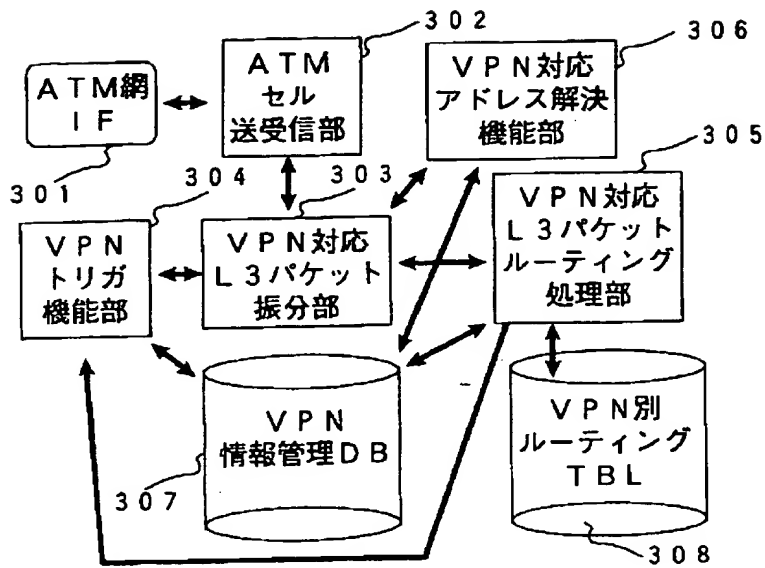 302
306
ATM
セル
送受信部
VPN対応
アドレス解決
機能部
ATM網
IF
301
304
303
305
VPN
トリガ
機能部
VPN対応
L3パケット
振分部
VPN対応
L3パケット
ルーティング
処理部
VPN
情報管理DB
307
VPN別
ルーティング
TBL
308